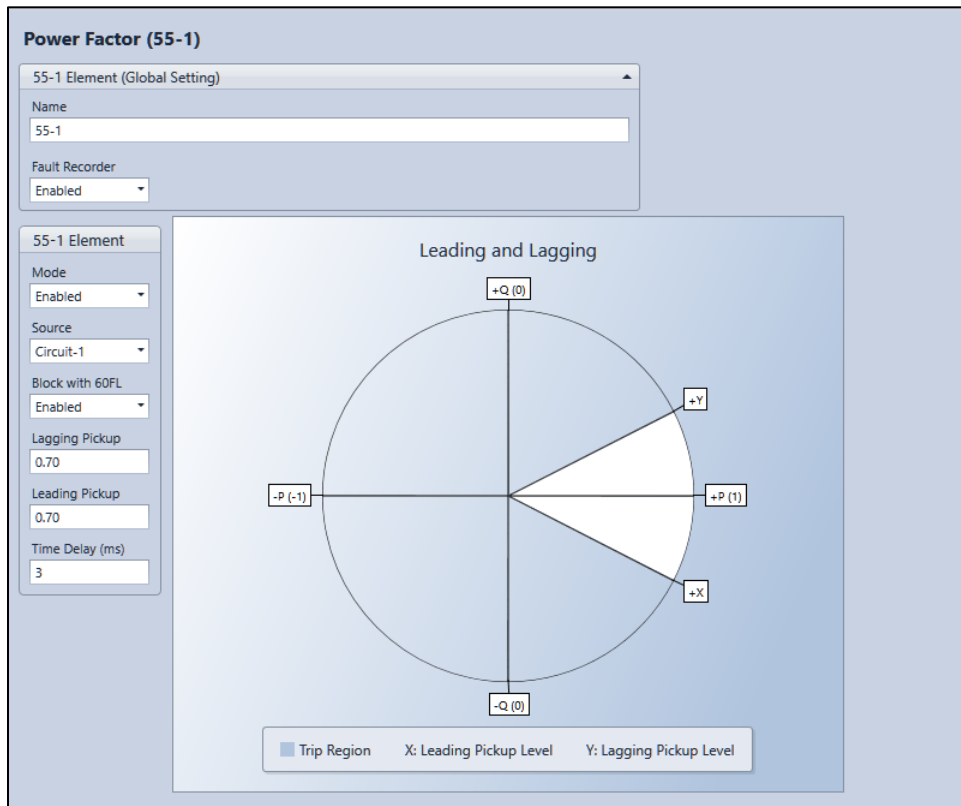 Power Factor (55-1)
55-1 Element (Global Setting)
Name
55-1
Fault Recorder
Enabled
55-1 Element
Mode
Enabled
Source
Circuit-1
Block with 60FL
Enabled
Lagging Pickup
0.70
Leading Pickup
0.70
Time Delay (ms)
3
Leading and Lagging
+Q (0)
+Y
-P (-1)
+P (1)
+X
-Q (0)
Trip Region X: Leading Pickup Level Y: Lagging Pickup Level